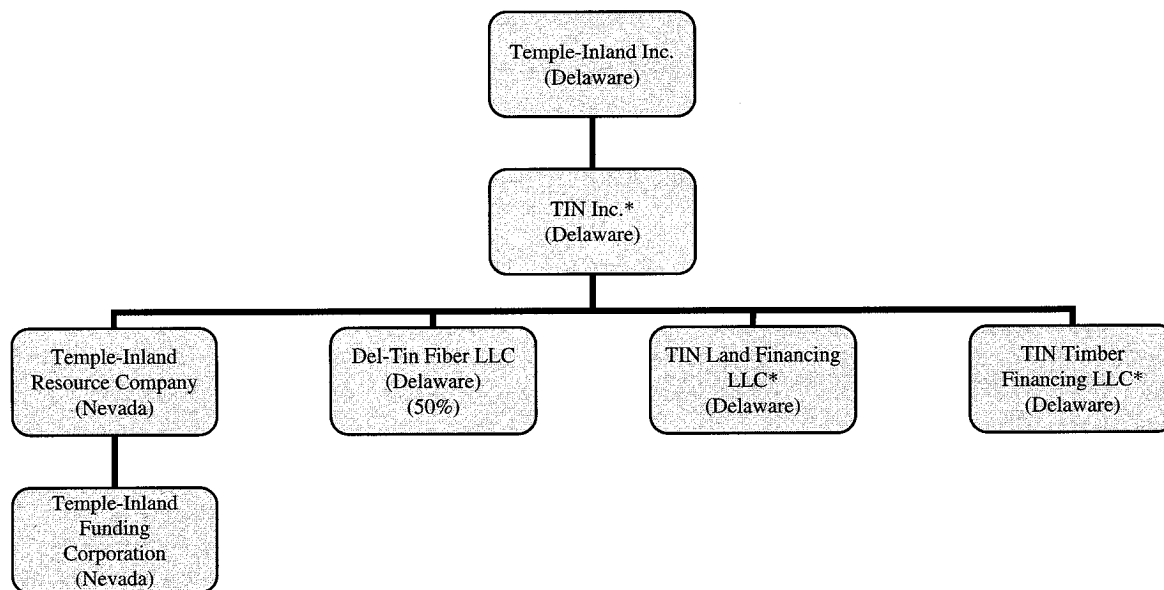 Temple-Inland Inc.
(Delaware)
TIN Inc.*
(Delaware)
Temple-Inland
Resource Company
(Nevada)
Del-Tin Fiber LLC
(Delaware)
(50%)
TIN Land Financing
LLC*
(Delaware)
TIN Timber
Financing LLC*
(Delaware)
Temple-Inland
Funding
Corporation
(Nevada)